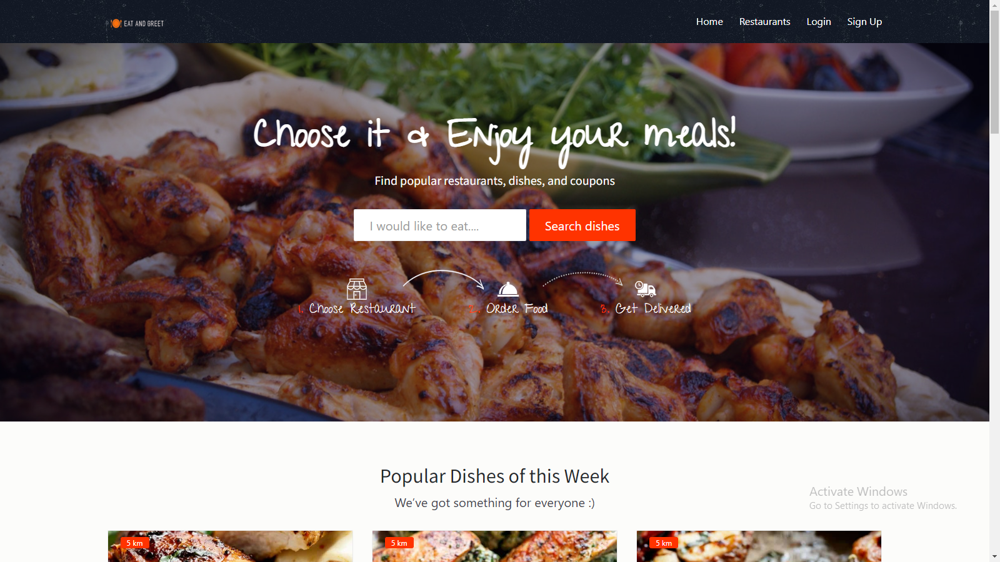 EAT AND GREET
Home Restaurants Login Sign Up
Choose it & Enjoy your meals!
Find popular restaurants, dishes, and coupons
I would like to eat....
Search dishes
1. Choose Restaurant
2. Order Food
3. Get Delivered
Popular Dishes of this Week
We’ve got something for everyone :)
Activate Windows
Go to Settings to activate Windows.
5 km
5 km
5 km